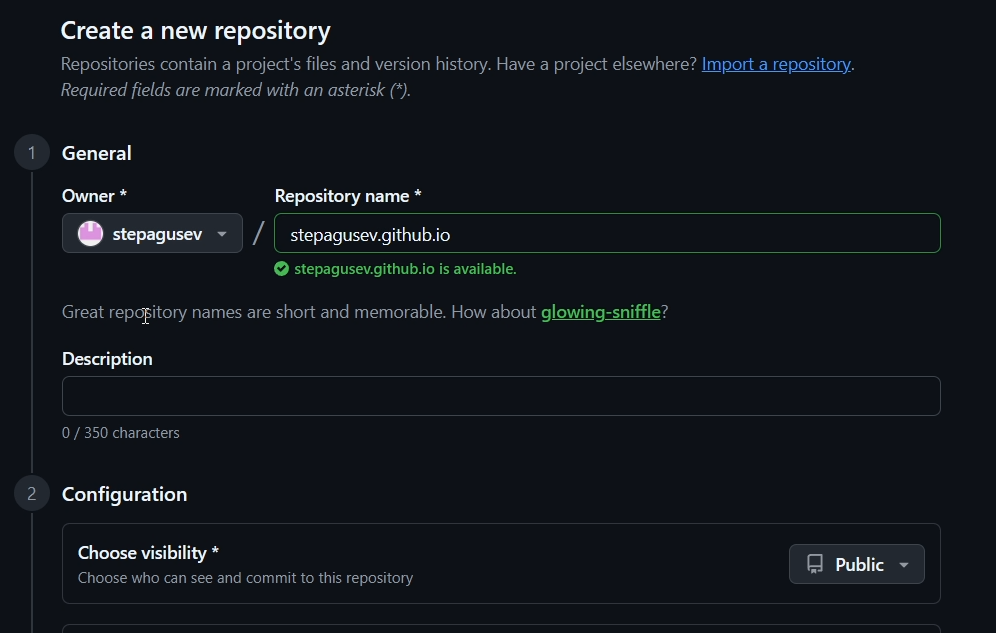 Create a new repository
Repositories contain a project's files and version history. Have a project elsewhere? Import a repository.
Required fields are marked with an asterisk (*).
1 General
Owner * Repository name *
stepagusev / stepagusev.github.io
stepagusev.github.io is available.
Great repository names are short and memorable. How about glowing-sniffle?
Description
0 / 350 characters
2 Configuration
Choose visibility *
Choose who can see and commit to this repository
Public